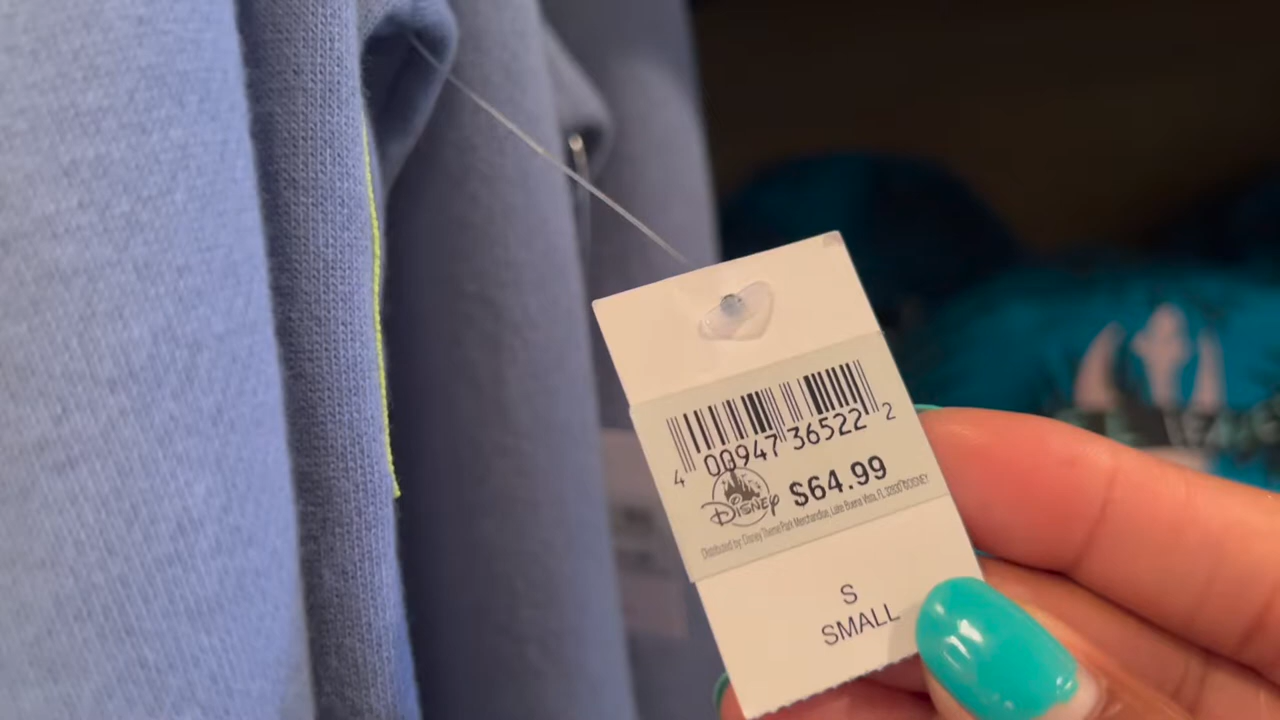 4 00947 36522 2
Disney $64.99
Distributed by: Disney Theme Park Merchandise, Lake Buena Vista, FL 32830 ©DISNEY
S
SMALL